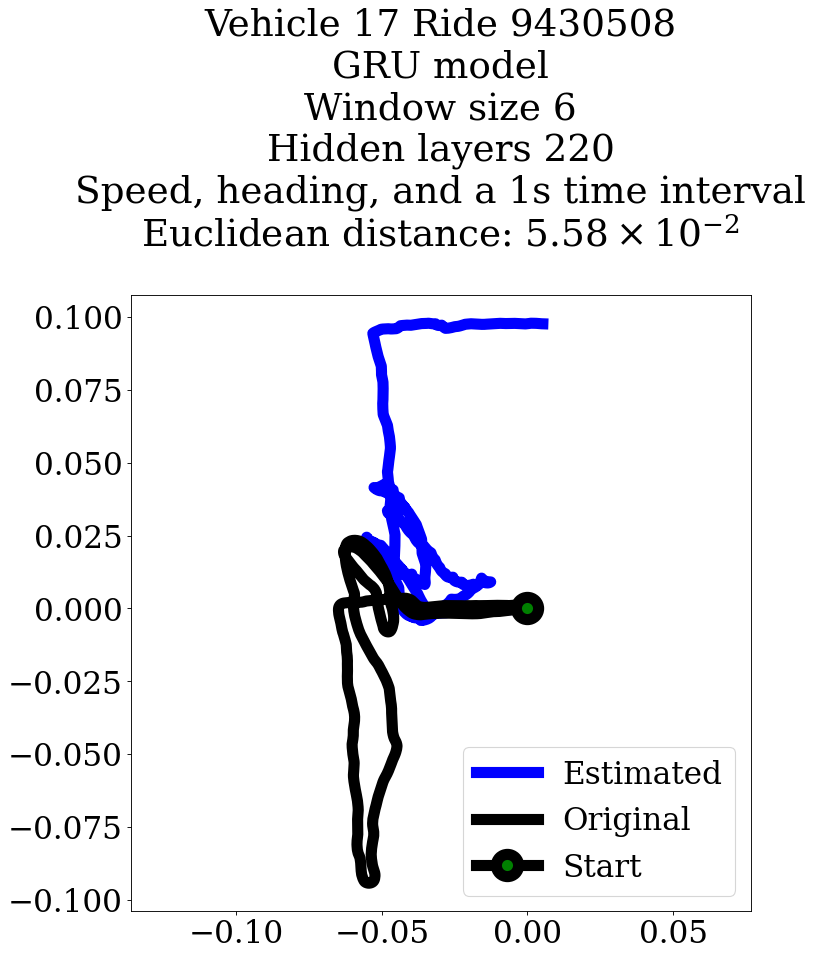 Vehicle 17 Ride 9430508
GRU model
Window size 6
Hidden layers 220
Speed, heading, and a 1s time interval
Euclidean distance: 5.58 × 10⁻²
0.100
0.075
0.050
0.025
0.000
−0.025
−0.050
−0.075
−0.100
Estimated
Original
Start
−0.10 −0.05 0.00 0.05